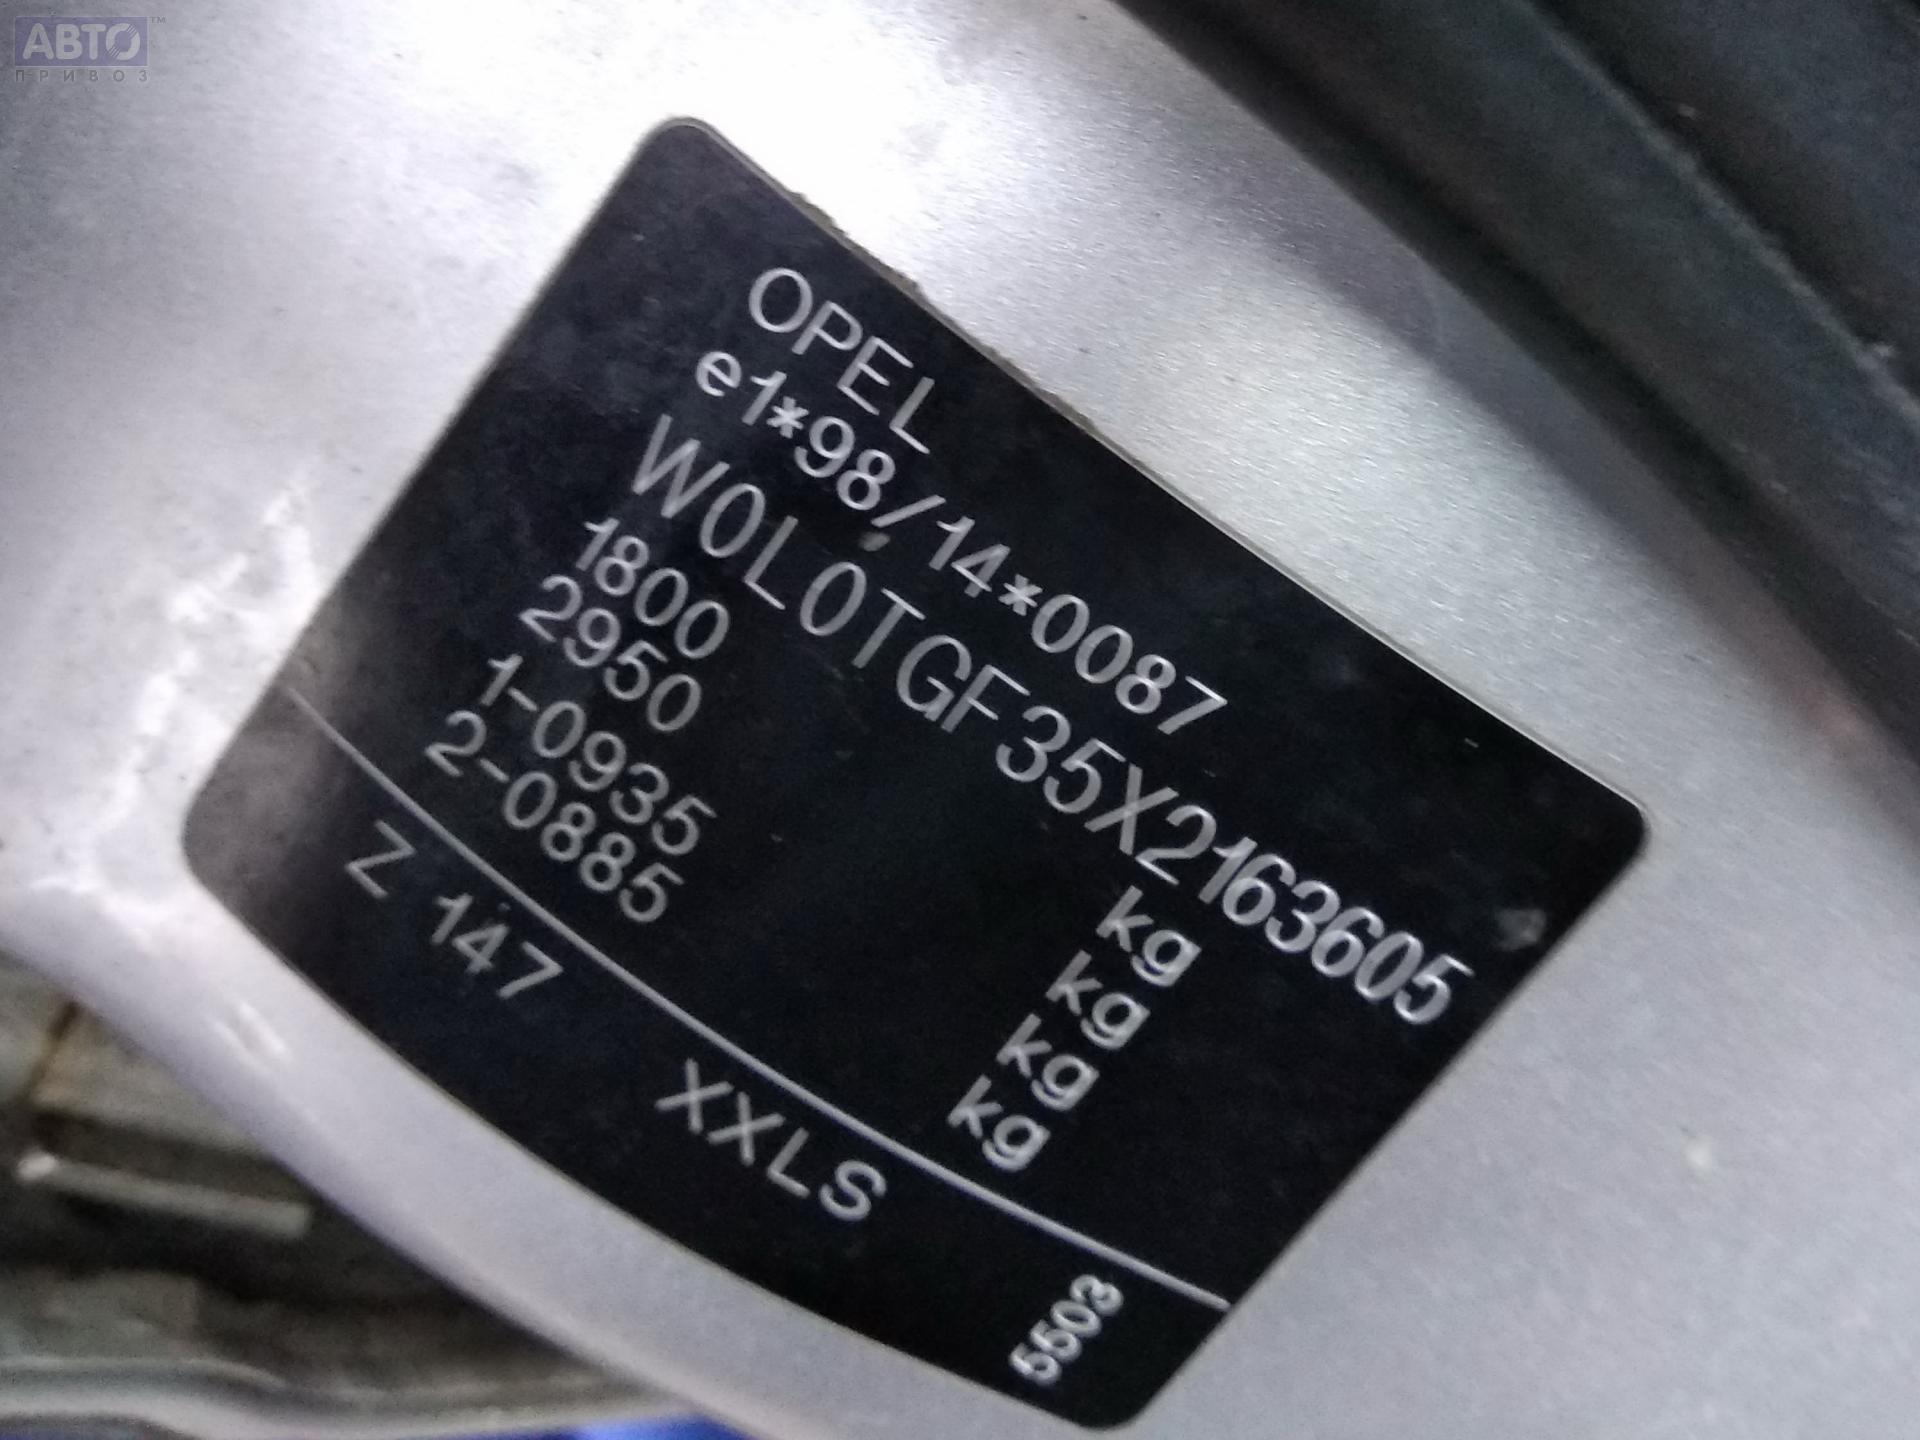 АВТО™
ПРИВОЗ
OPEL
e1*98/14*0087
W0L0TGF35X2163605
1800 kg
2950 kg
1-0935 kg
2-0885 kg
Z 147 XXLS 5503